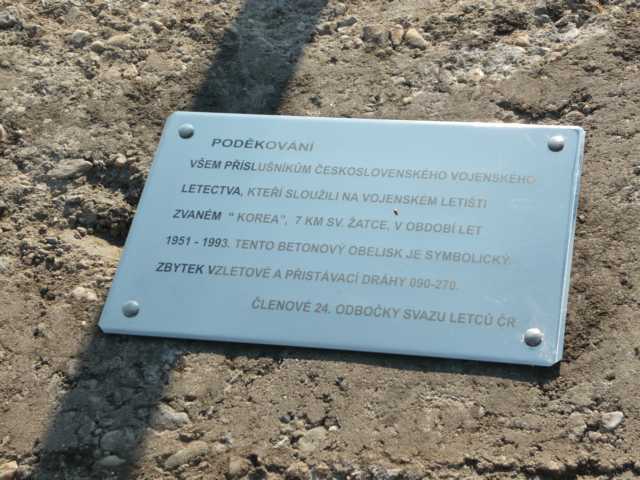 PODĚKOVÁNÍ
VŠEM PŘÍSLUŠNÍKŮM ČESKOSLOVENSKÉHO VOJENSKÉHO
LETECTVA, KTEŘÍ SLOUŽILI NA VOJENSKÉM LETIŠTI
ZVANÉM “ KOREA”, 7 KM SV. ŽATCE, V OBDOBÍ LET
1951 - 1993. TENTO BETONOVÝ OBELISK JE SYMBOLICKÝ
ZBYTEK VZLETOVÉ A PŘISTÁVACÍ DRÁHY 090-270.
ČLENOVÉ 24. ODBOČKY SVAZU LETCŮ ČR